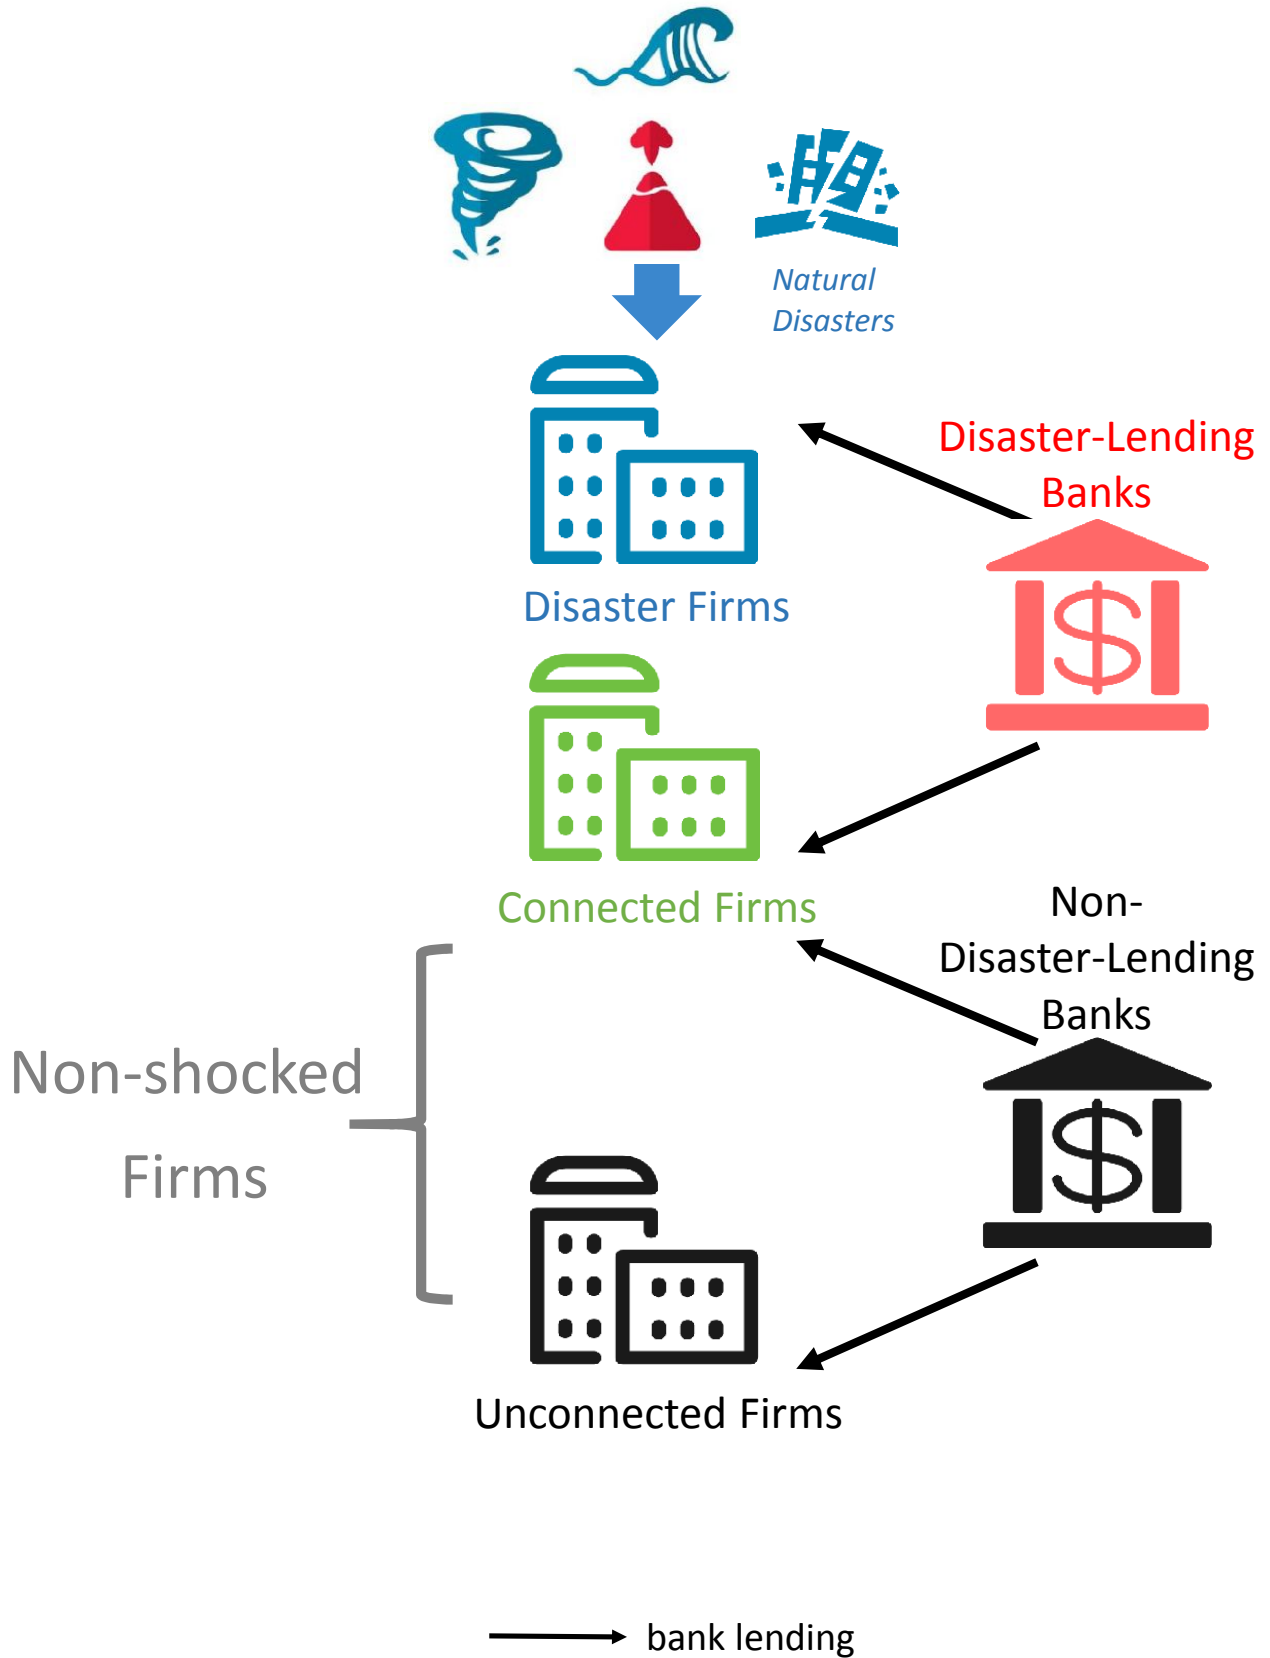 Natural
Disasters
Disaster-Lending
Banks
Disaster Firms
Connected Firms
Non-
Disaster-Lending
Banks
Non-shocked
Firms
Unconnected Firms
bank lending